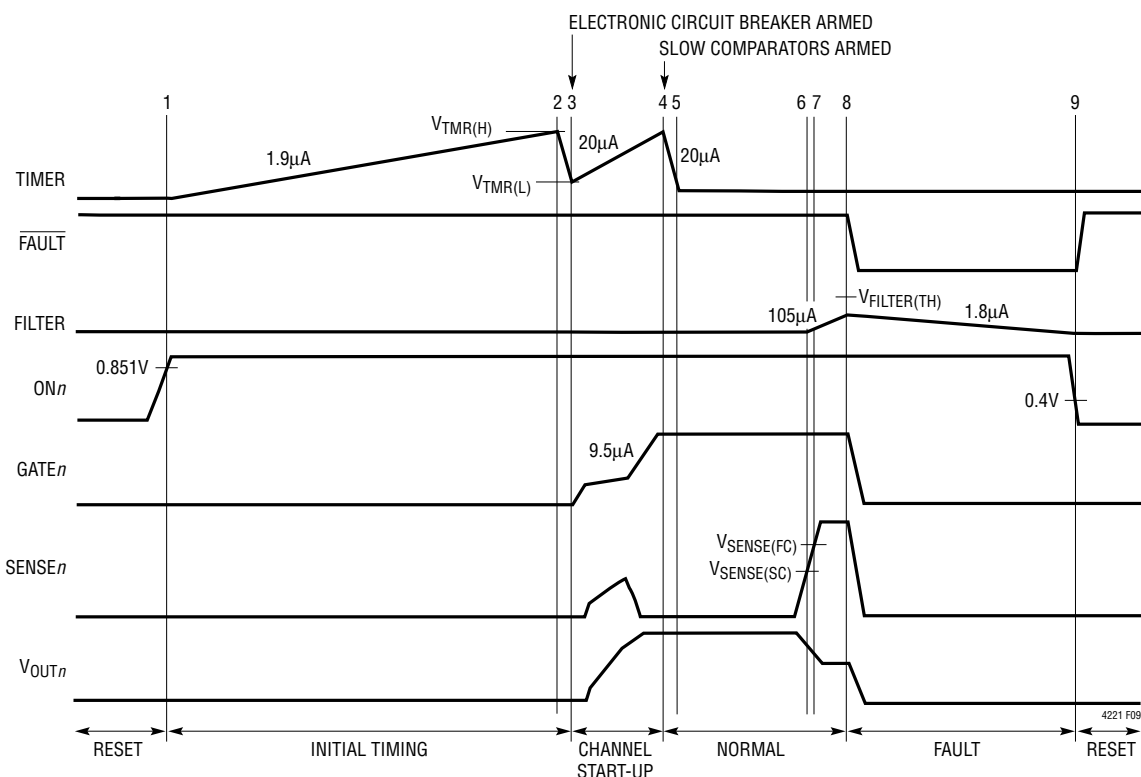 ELECTRONIC CIRCUIT BREAKER ARMED
SLOW COMPARATORS ARMED
1 2 3 4 5 6 7 8 9
TIMER
1.9µA
VTMR(H)
VTMR(L)
20µA
20µA
FAULT
FILTER
105µA
VFILTER(TH)
1.8µA
ONn
0.851V
0.4V
GATEn
9.5µA
SENSEn
VSENSE(FC)
VSENSE(SC)
VOUTn
4221 F09
RESET
INITIAL TIMING
CHANNEL
START-UP
NORMAL
FAULT
RESET